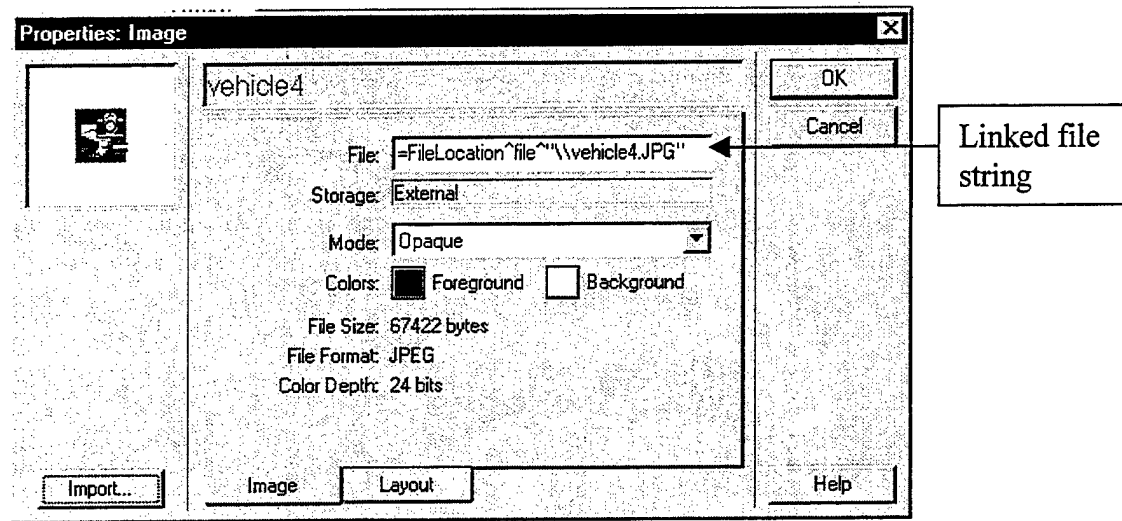 Properties: Image
vehicle4
OK
Cancel
File: =FileLocation^file^"\\vehicle4.JPG"
Linked file
string
Storage: External
Mode: Opaque
Colors: Foreground Background
File Size: 67422 bytes
File Format: JPEG
Color Depth: 24 bits
Import...
Image
Layout
Help